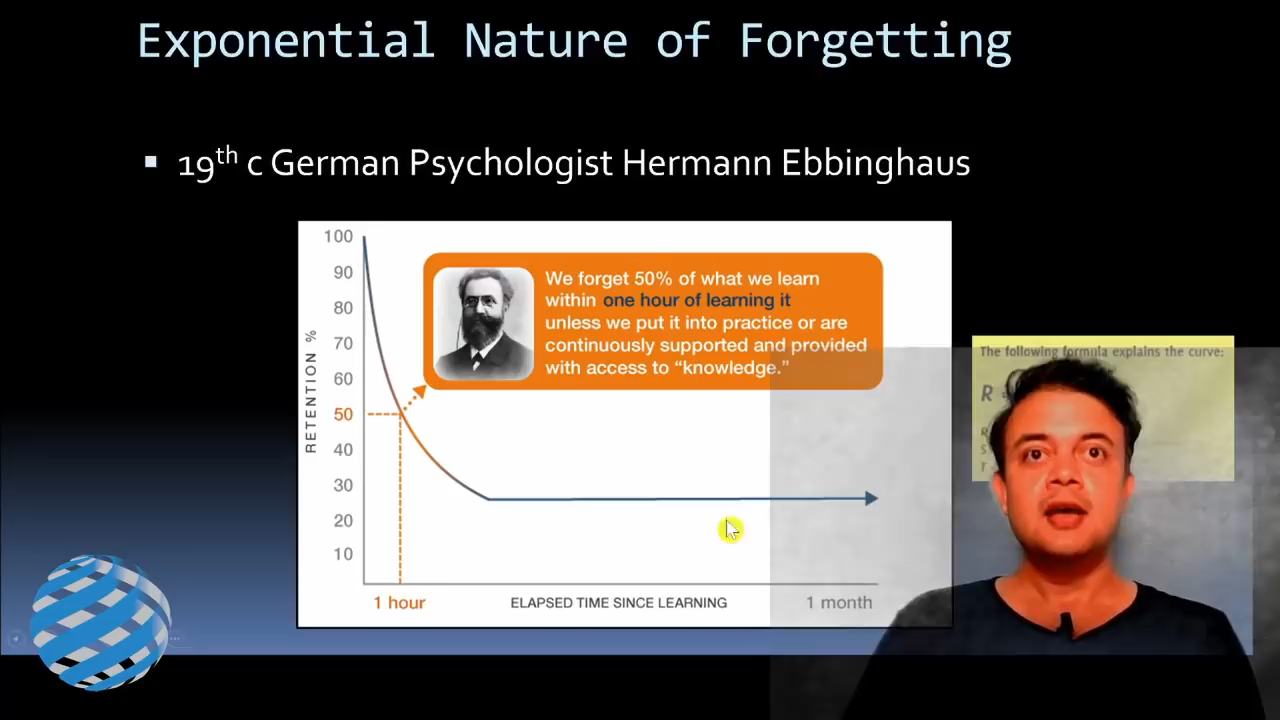 Exponential Nature of Forgetting
▪ 19th c German Psychologist Hermann Ebbinghaus
100
90
80
70
60
50
40
30
20
10
RETENTION %
We forget 50% of what we learn
within one hour of learning it
unless we put it into practice or are
continuously supported and provided
with access to “knowledge.”
1 hour
ELAPSED TIME SINCE LEARNING
1 month
The following formula explains the curve:
R
S
T